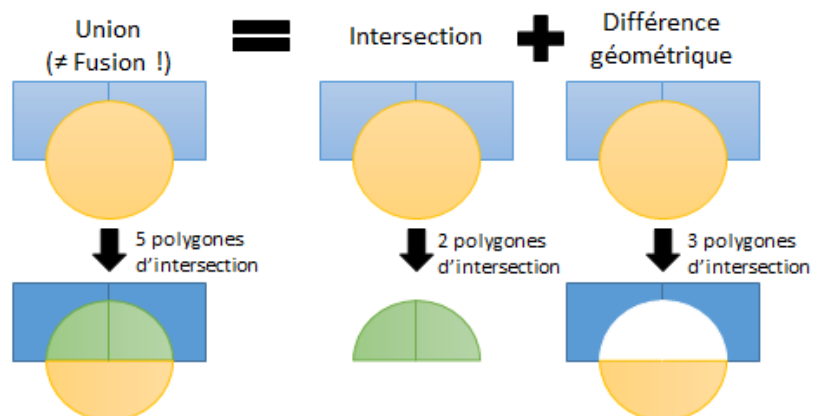 Union
(≠ Fusion !)
=
Intersection
+
Différence
géométrique
5 polygones
d'intersection
2 polygones
d'intersection
3 polygones
d'intersection